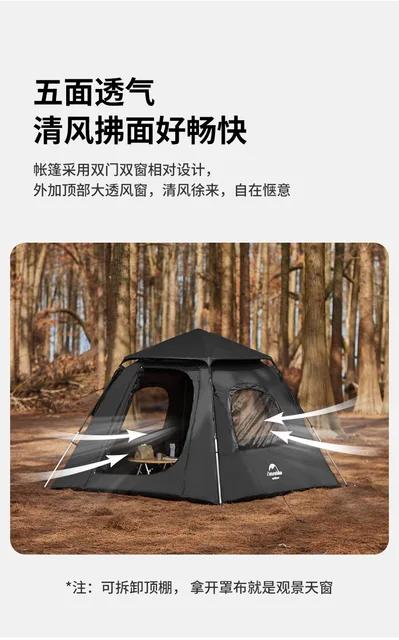 五面透气
清风拂面好畅快
帐篷采用双门双窗相对设计，
外加顶部大透风窗，清风徐来，自在惬意
*注：可拆卸顶棚， 拿开罩布就是观景天窗